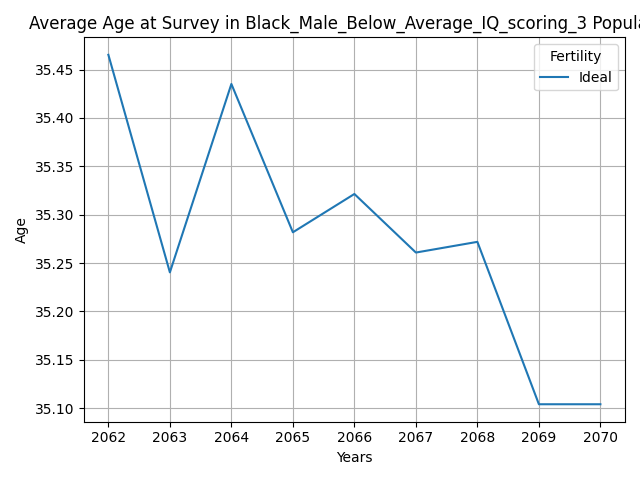 Average Age at Survey in Black_Male_Below_Average_IQ_scoring_3 Popula
Fertility
Ideal
Age
35.45
35.40
35.35
35.30
35.25
35.20
35.15
35.10
2062 2063 2064 2065 2066 2067 2068 2069 2070
Years